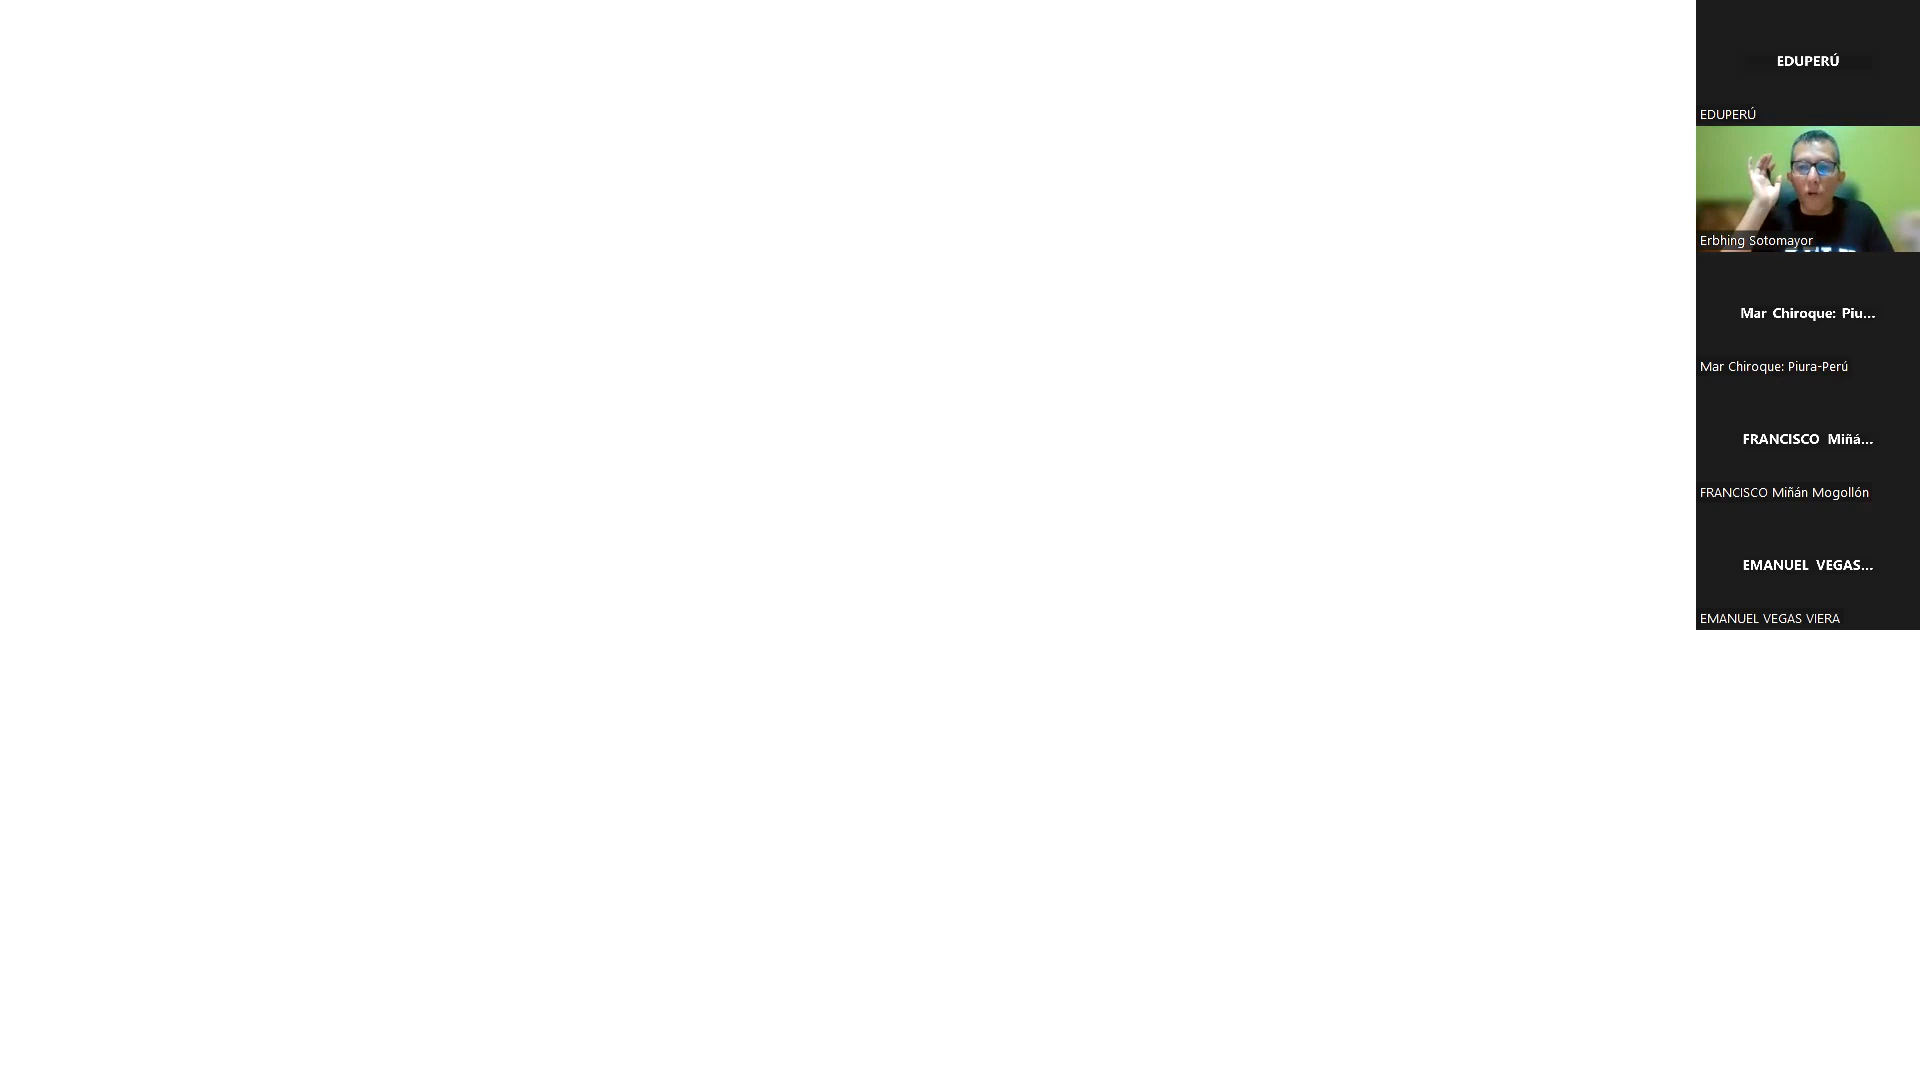 EDUPERÚ
EDUPERÚ
Erbhing Sotomayor
Mar Chiroque: Piu...
Mar Chiroque: Piura-Perú
FRANCISCO Miñá...
FRANCISCO Miñán Mogollón
EMANUEL VEGAS...
EMANUEL VEGAS VIERA